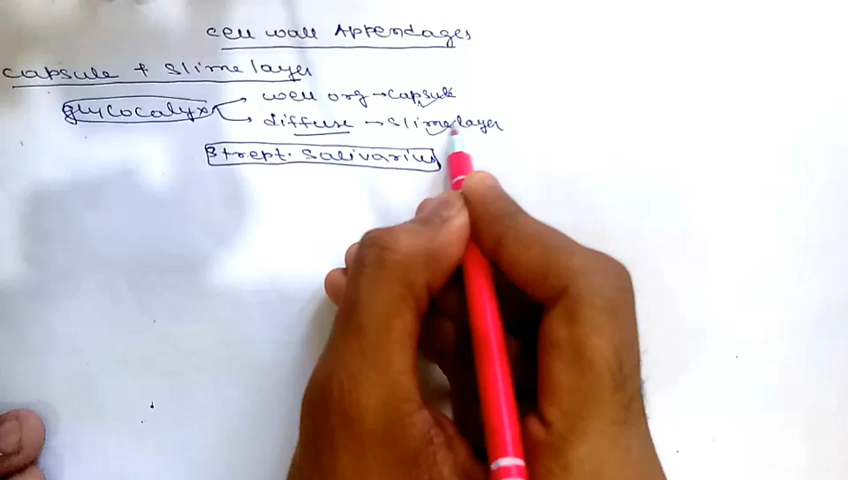 cell wall Appendages
capsule + slime layer
glycocalyx
well org → capsule
diffuse → slime layer
strept. salivarius